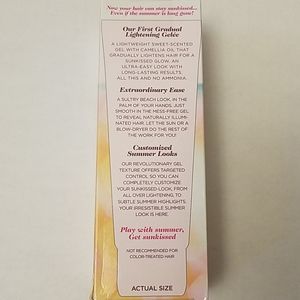 Now your hair can stay sunkissed...
Even if the summer is long gone!
Our First Gradual
Lightening Gelée
A LIGHTWEIGHT SWEET-SCENTED
GEL WITH CAMELLIA OIL THAT
GRADUALLY LIGHTENS HAIR FOR A
SUNKISSED GLOW. AN
ULTRA-EASY LOOK WITH
LONG-LASTING RESULTS.
ALL THIS AND NO AMMONIA.
Extraordinary Ease
A SULTRY BEACH LOOK, IN THE
PALM OF YOUR HANDS. JUST
SMOOTH IN THE MESS-FREE GEL
TO REVEAL NATURALLY ILLUMI-
NATED HAIR. LET THE SUN OR A
BLOW-DRYER DO THE REST OF
THE WORK FOR YOU!
Customized
Summer Looks
OUR REVOLUTIONARY GEL
TEXTURE OFFERS TARGETED
CONTROL SO YOU CAN
COMPLETELY CUSTOMIZE
YOUR SUNKISSED LOOK, FROM
ALL OVER LIGHTENING, TO
SUBTLE SUMMER HIGHLIGHTS.
YOUR IRRESISTIBLE SUMMER
LOOK IS HERE.
Play with summer,
Get sunkissed
NOT RECOMMENDED FOR
COLOR-TREATED HAIR
ACTUAL SIZE